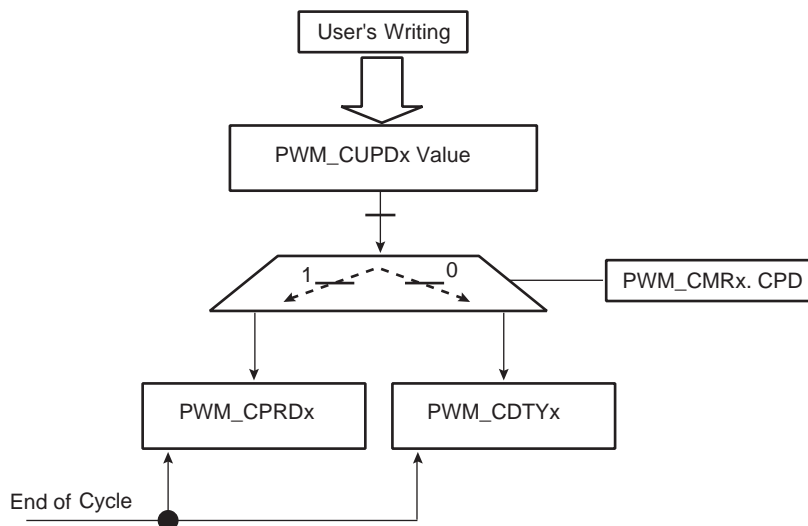 User's Writing
PWM_CUPDx Value
1
0
PWM_CMRx. CPD
PWM_CPRDx
PWM_CDTYx
End of Cycle